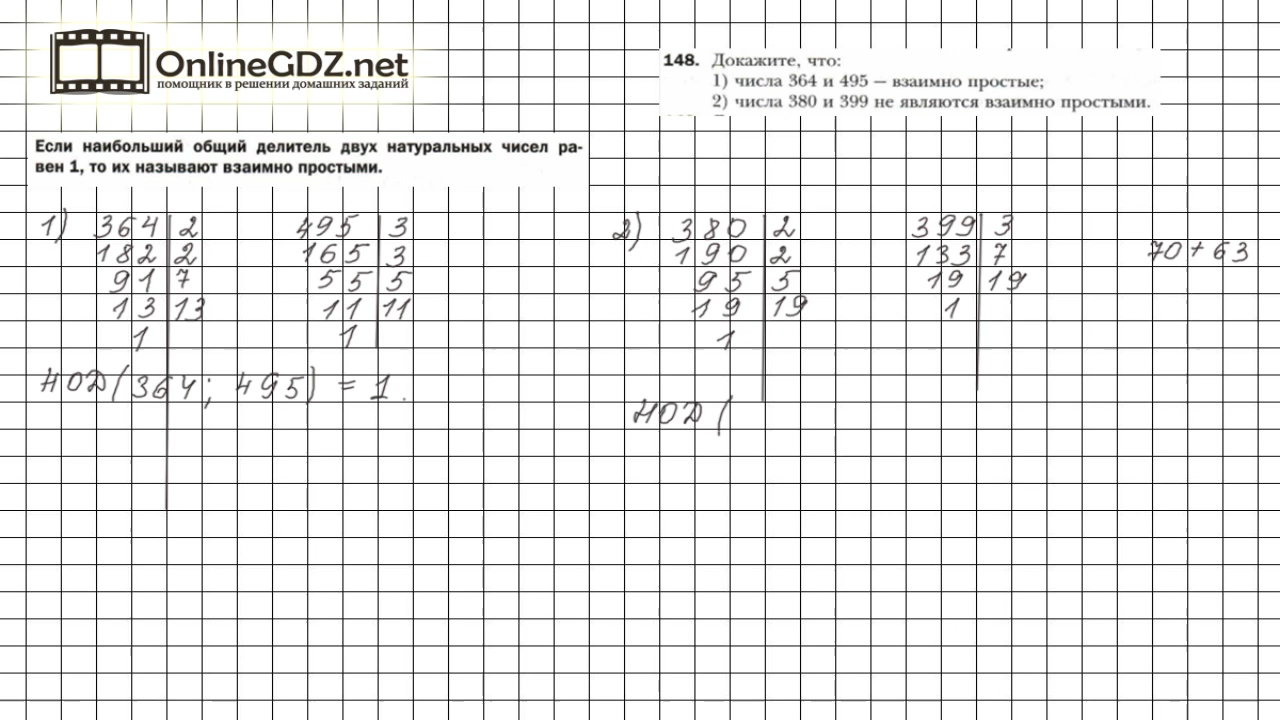 OnlineGDZ.net
помощник в решении домашних заданий
148. Докажите, что:
1) числа 364 и 495 — взаимно простые;
2) числа 380 и 399 не являются взаимно простыми.
Если наибольший общий делитель двух натуральных чисел ра-
вен 1, то их называют взаимно простыми.
1) 364 | 2
182 | 2
91 | 7
13 | 13
1
495 | 3
165 | 3
55 | 5
11 | 11
1
НОД (364; 495) = 1.
2) 380 | 2
190 | 2
95 | 5
19 | 19
1
399 | 3
133 | 7
19 | 19
1
70 + 63
НОД (